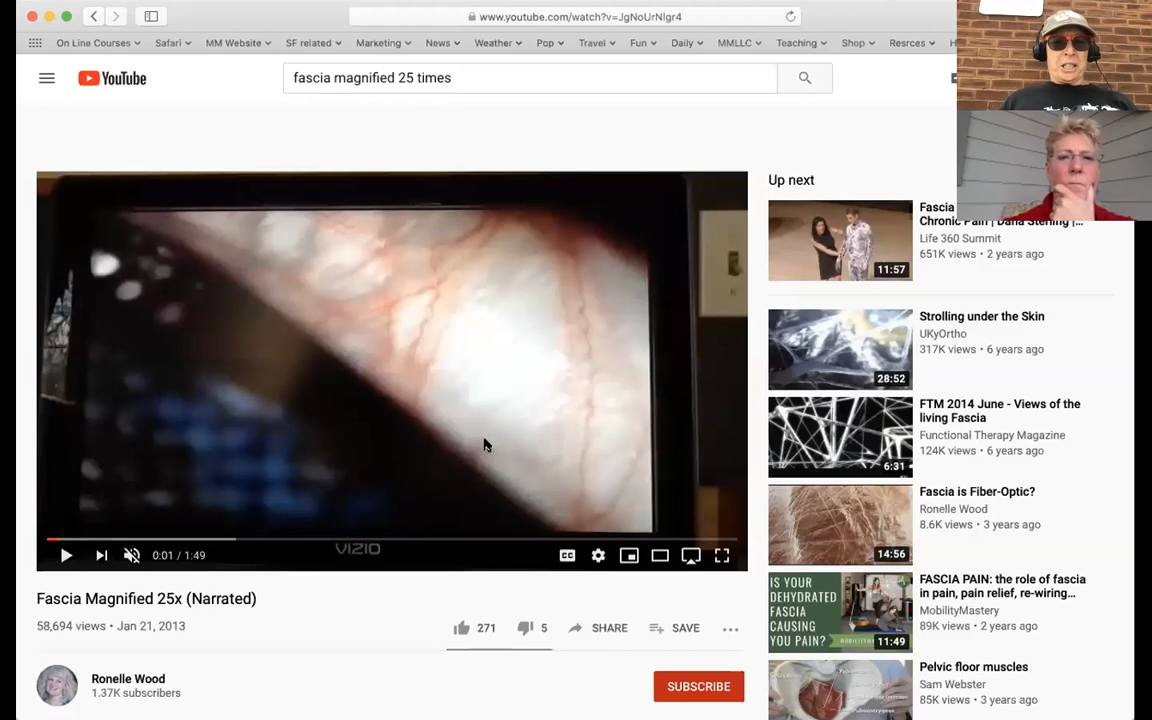 www.youtube.com/watch?v=JgNoUrNlgr4
On Line Courses Safari MM Website SF related Marketing News Weather Pop Travel Fun Daily MMLLC Teaching Shop Resrces
YouTube
fascia magnified 25 times
Up next
Fascia
Chronic Pain | Dana Sterling |...
Life 360 Summit
651K views • 2 years ago
11:57
Strolling under the Skin
UKyOrtho
317K views • 6 years ago
28:52
FTM 2014 June - Views of the
living Fascia
Functional Therapy Magazine
124K views • 6 years ago
6:31
Fascia is Fiber-Optic?
Ronelle Wood
8.6K views • 3 years ago
14:56
IS YOUR
DEHYDRATED
FASCIA
CAUSING
YOU PAIN?
11:49
FASCIA PAIN: the role of fascia
in pain, pain relief, re-wiring...
MobilityMastery
89K views • 2 years ago
Pelvic floor muscles
Sam Webster
85K views • 3 years ago
VIZIO
0:01 / 1:49
CC
Fascia Magnified 25x (Narrated)
58,694 views • Jan 21, 2013
271 5 SHARE SAVE
Ronelle Wood
1.37K subscribers
SUBSCRIBE